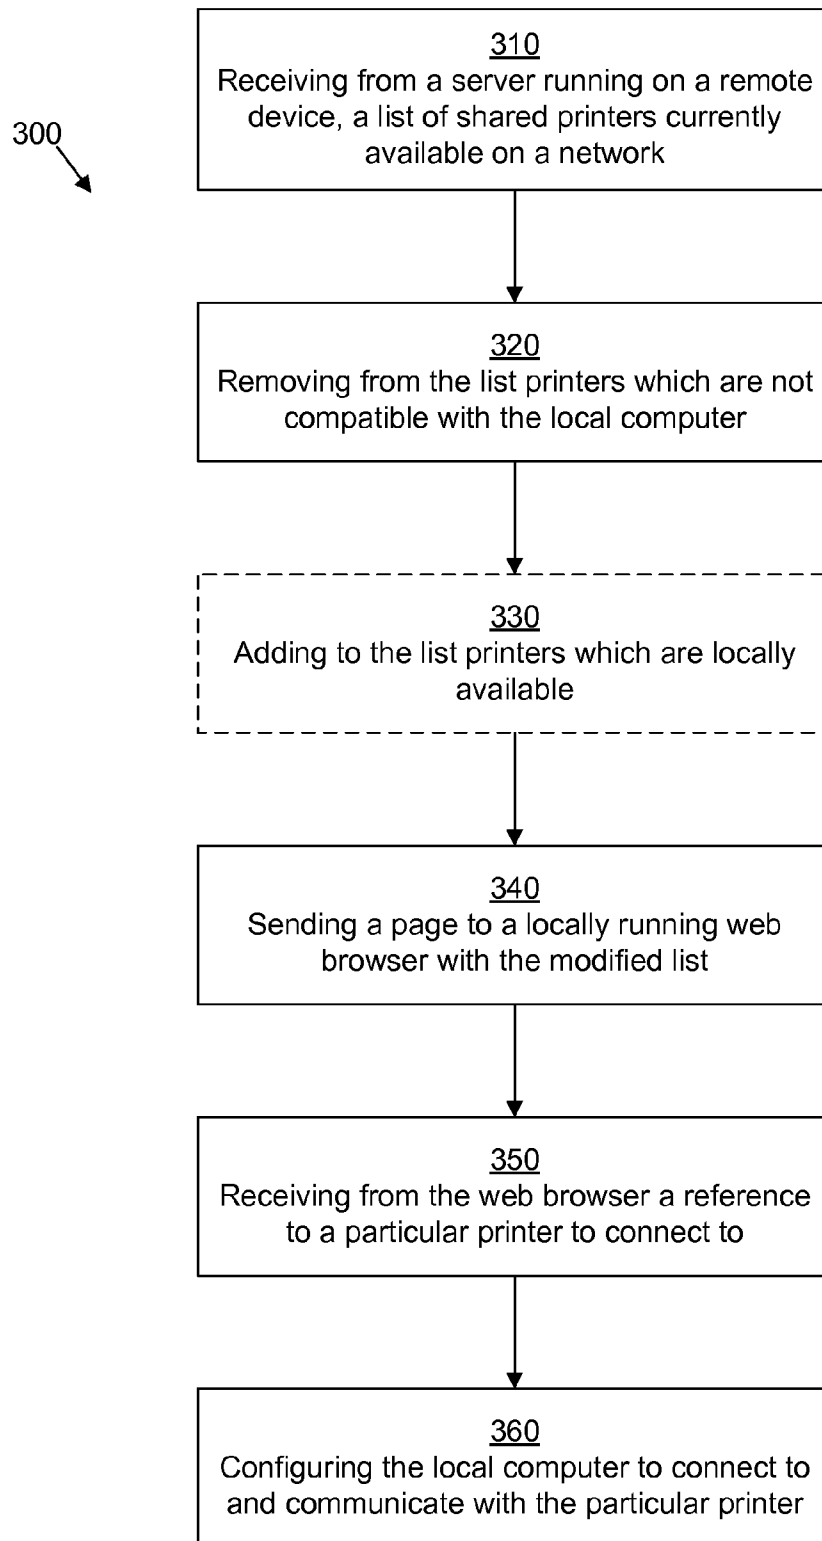 300
310
Receiving from a server running on a remote
device, a list of shared printers currently
available on a network
320
Removing from the list printers which are not
compatible with the local computer
330
Adding to the list printers which are locally
available
340
Sending a page to a locally running web
browser with the modified list
350
Receiving from the web browser a reference
to a particular printer to connect to
360
Configuring the local computer to connect to
and communicate with the particular printer